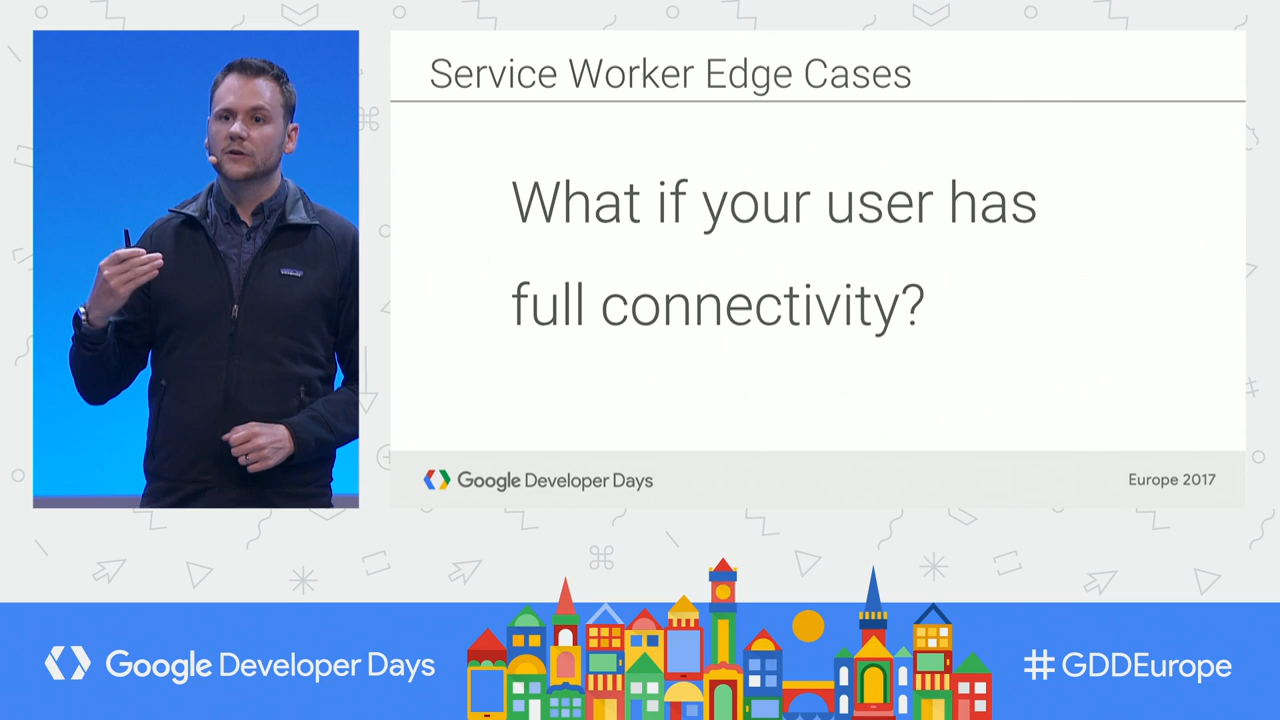 Service Worker Edge Cases
What if your user has
full connectivity?
Google Developer Days
Europe 2017
Google Developer Days
#GDDEurope